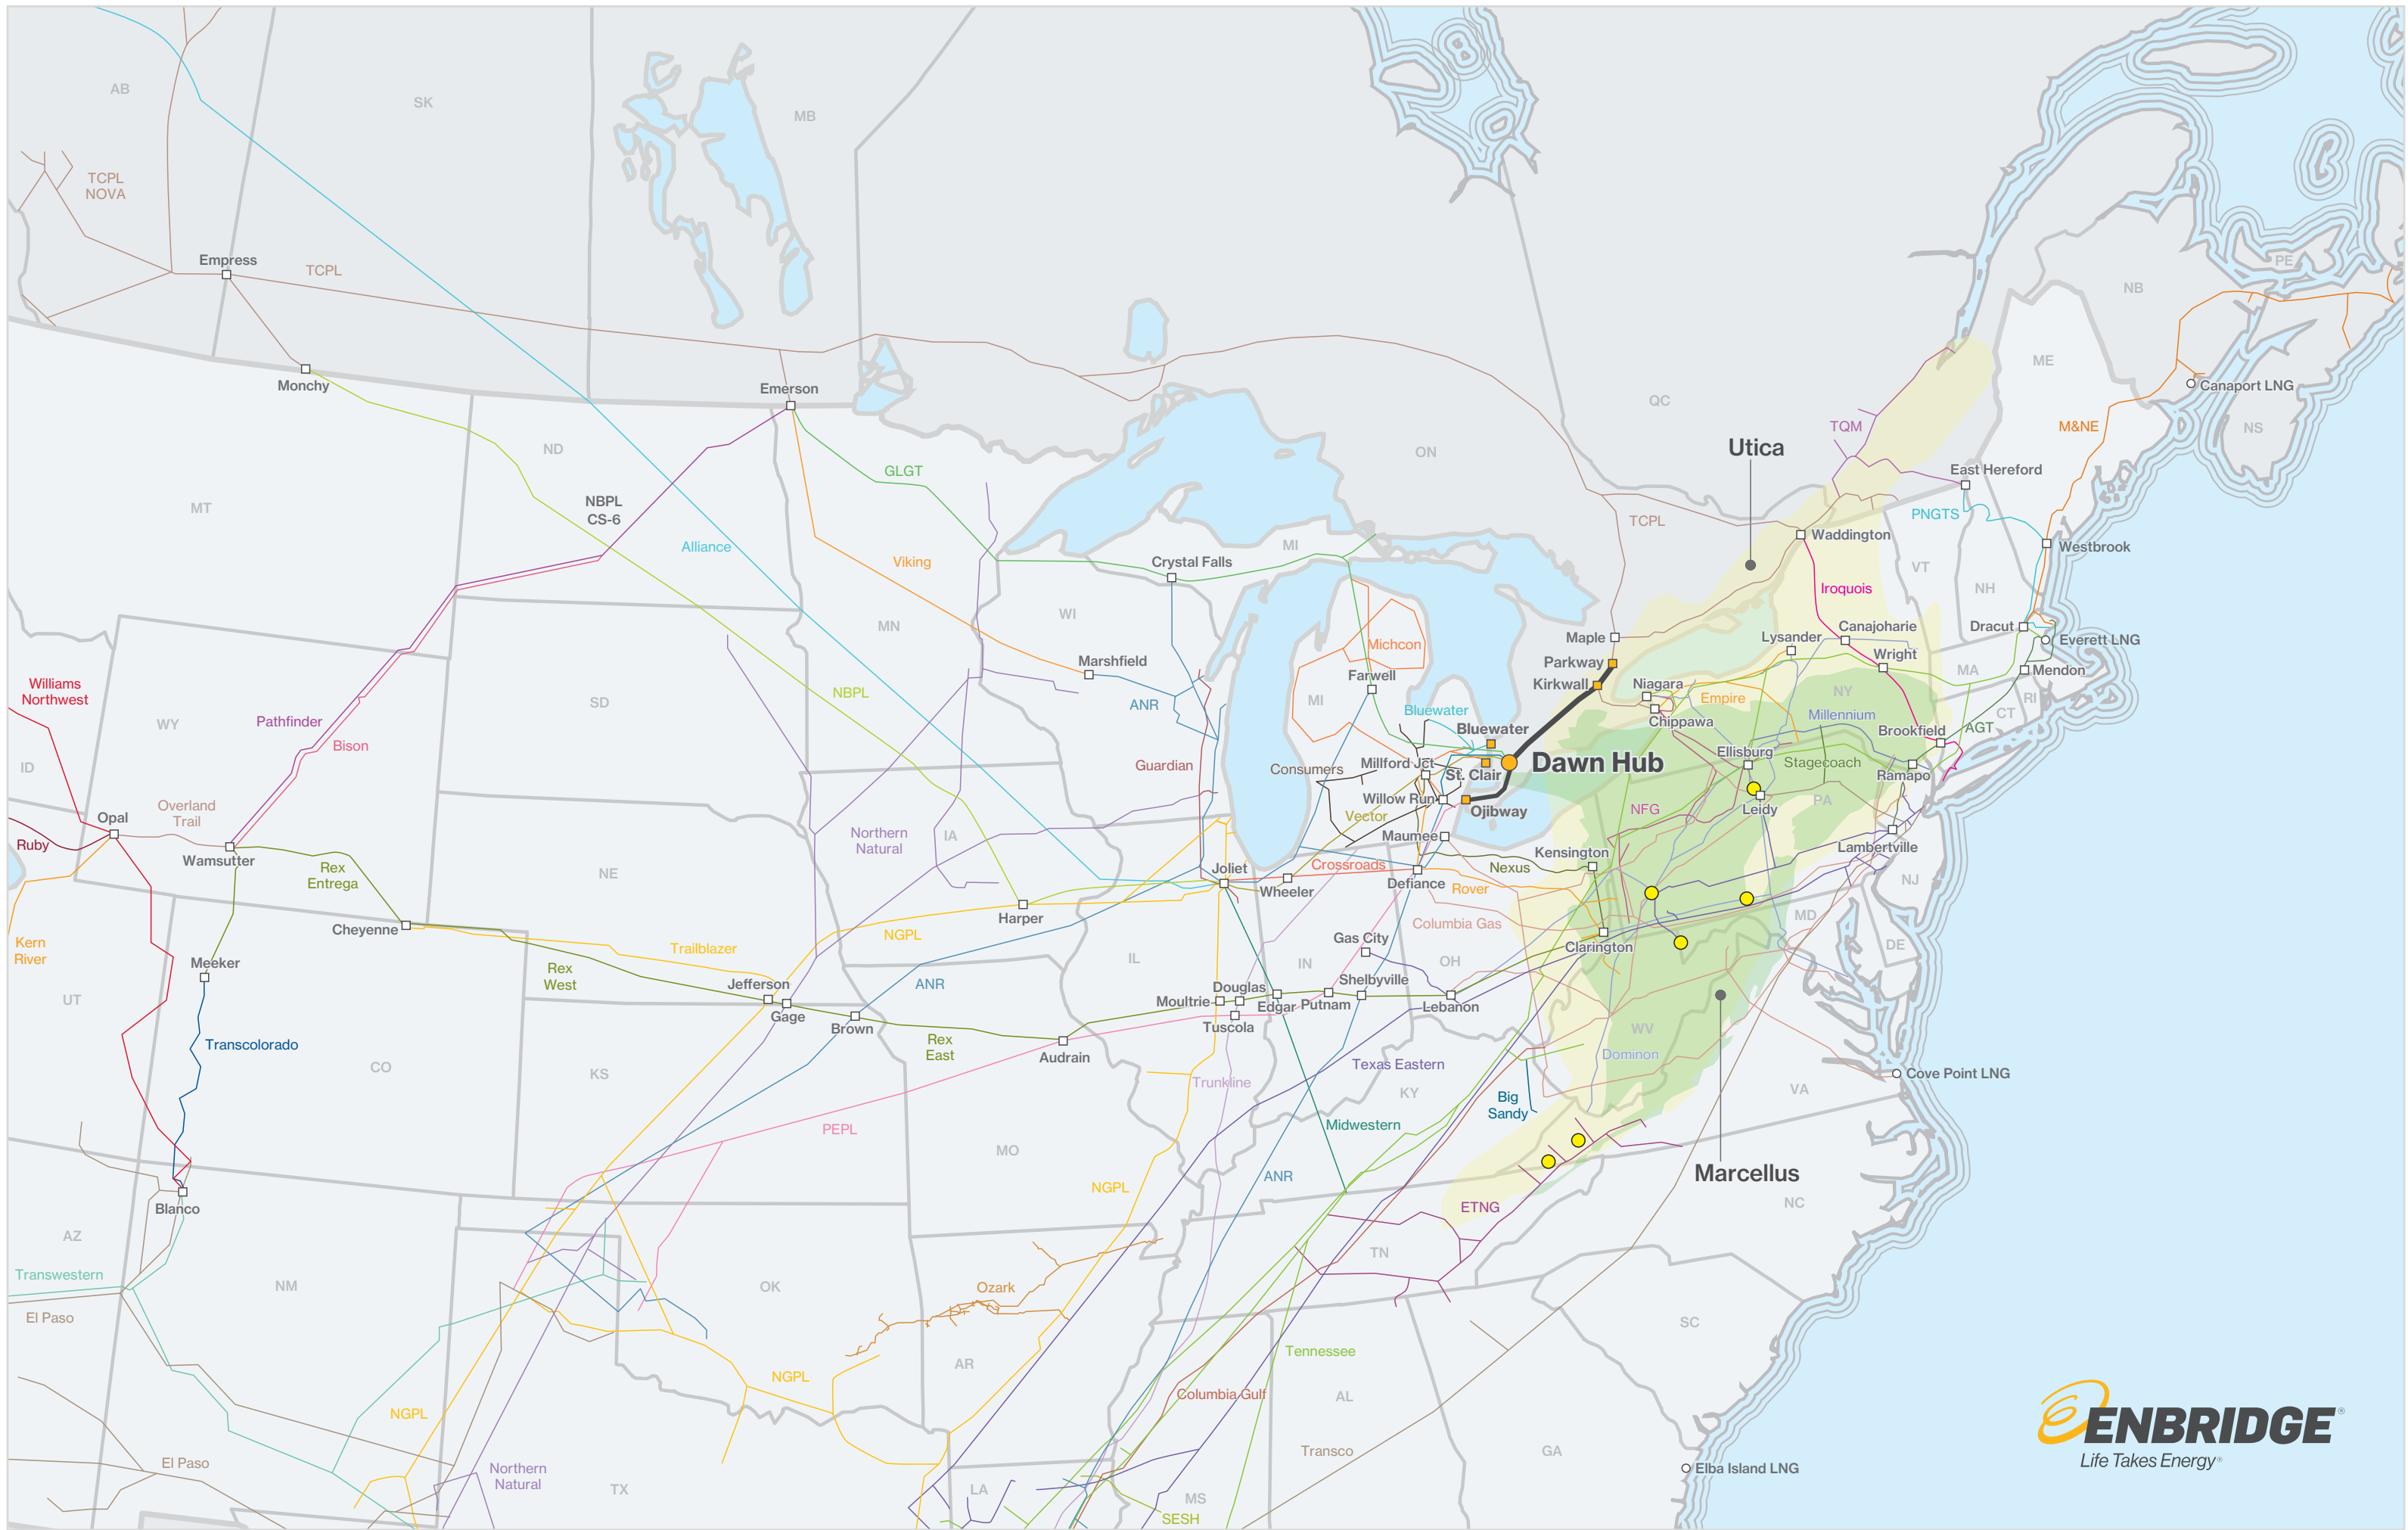 AB
SK
MB
TCPL
NOVA
Empress
TCPL
PE
NB
Monchy
Emerson
ME
Canaport LNG
QC
TQM
M&NE
NS
ON
Utica
ND
GLGT
East Hereford
NBPL
CS-6
MT
PNGTS
TCPL
Waddington
Westbrook
Alliance
MI
Viking
Crystal Falls
VT
Iroquois
NH
WI
MN
Maple
Lysander
Canajoharie
Dracut
Everett LNG
Michcon
Marshfield
Parkway
Wright
MA
Mendon
Farwell
Kirkwall
Niagara
Williams
Northwest
NBPL
SD
MI
Empire
NY
RI
ANR
Bluewater
Millennium
CT
WY
Pathfinder
Chippawa
Bluewater
Brookfield
AGT
Bison
Ellisburg
Guardian
Consumers
Millford Jct
Dawn Hub
Stagecoach
ID
St. Clair
Ramapo
Overland
Trail
Willow Run
Ojibway
NFG
PA
Leidy
Opal
Vector
Ruby
Northern
Natural
IA
Maumee
Lambertville
Wamsutter
Kensington
Rex
Entrega
NE
Joliet
Crossroads
Nexus
Defiance
Wheeler
Rover
NJ
Harper
Cheyenne
Columbia Gas
MD
Kern
River
NGPL
Trailblazer
Gas City
Clarington
DE
Meeker
IL
IN
OH
Rex
West
UT
Jefferson
ANR
Douglas
Shelbyville
Moultrie
Edgar
Putnam
Lebanon
Gage
Brown
Tuscola
WV
Transcolorado
Rex
East
Audrain
Dominon
CO
KS
Texas Eastern
Cove Point LNG
Trunkline
KY
VA
Big
Sandy
PEPL
Midwestern
MO
Marcellus
ANR
NGPL
Blanco
ETNG
NC
AZ
TN
Transwestern
NM
OK
Ozark
El Paso
SC
Tennessee
AR
NGPL
Columbia Gulf
AL
NGPL
ENBRIDGE®
Life Takes Energy®
Transco
GA
El Paso
Northern
Natural
Elba Island LNG
TX
LA
MS
SESH